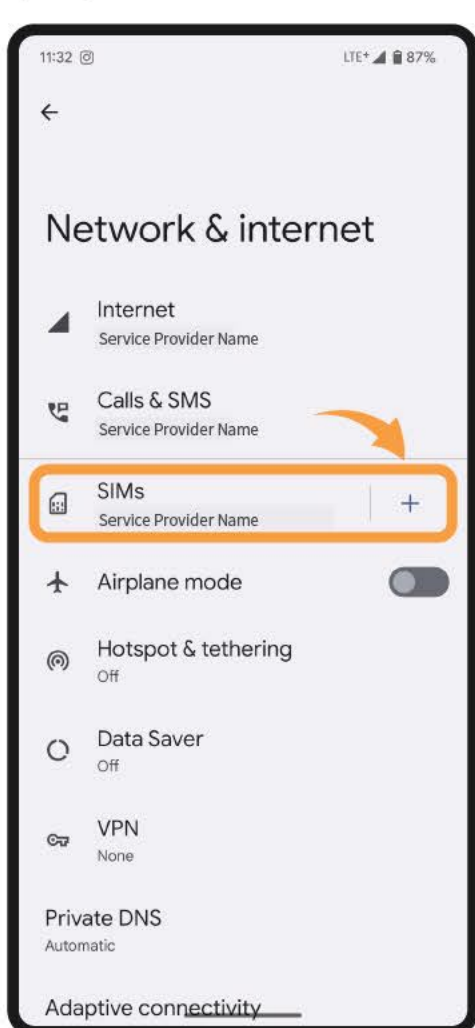 11:32 LTE+ 87%
Network & internet
Internet
Service Provider Name
Calls & SMS
Service Provider Name
SIMs
Service Provider Name
+
Airplane mode
Hotspot & tethering
Off
Data Saver
Off
VPN
None
Private DNS
Automatic
Adaptive connectivity